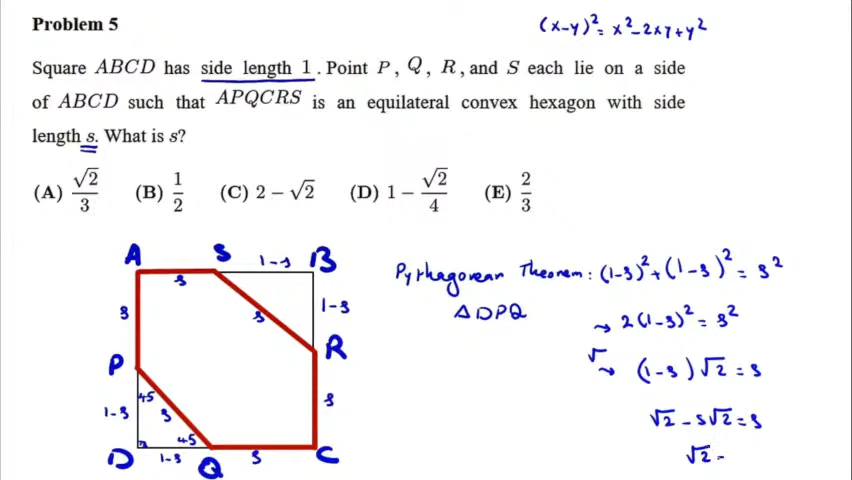 Problem 5
(x-y)² = x² - 2xy + y²
Square ABCD has side length 1. Point P, Q, R, and S each lie on a side
of ABCD such that APQCRS is an equilateral convex hexagon with side
length s. What is s?
(A) √2/3 (B) 1/2 (C) 2 − √2 (D) 1 − √2/4 (E) 2/3
A S 1-s B
s
s s 1-s
P R
45 s s
1-s 45
D 1-s Q s C
Pythagorean Theorem: (1-s)² + (1-s)² = s²
△DPQ
→ 2(1-s)² = s²
√ → (1-s)√2 = s
√2 - s√2 = s
√2 -